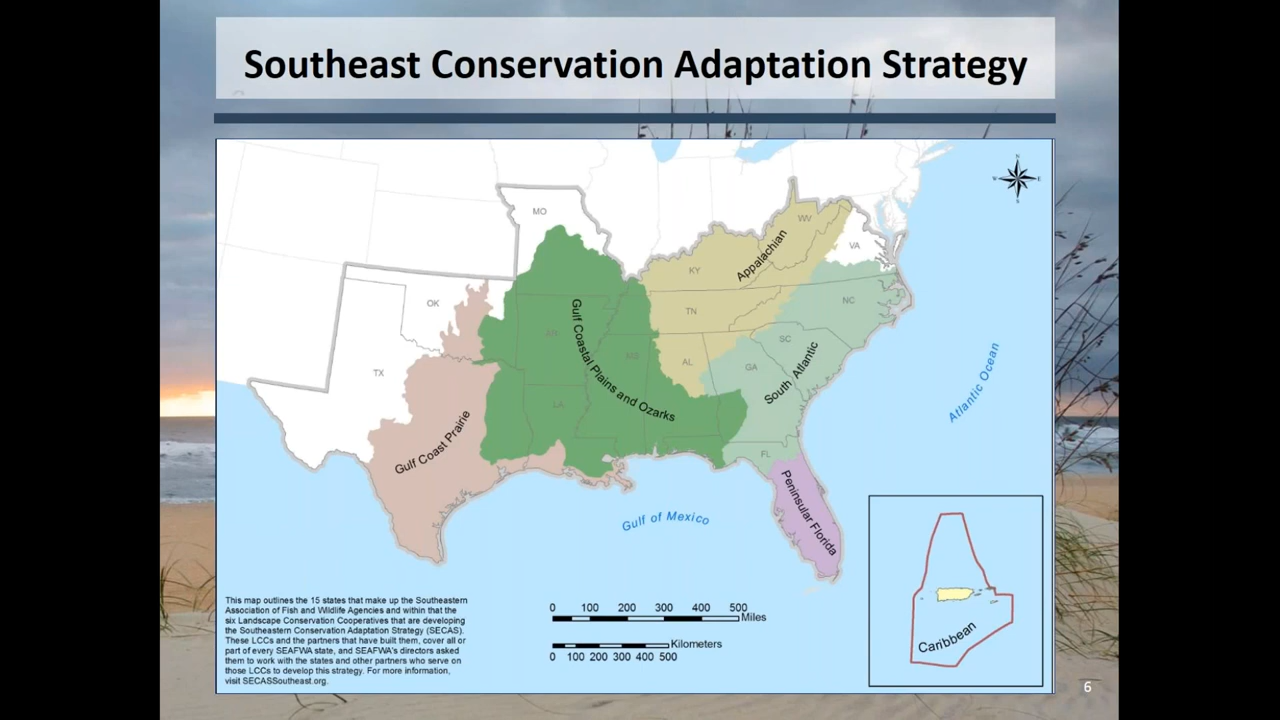 Southeast Conservation Adaptation Strategy
N
W
E
S
MO
WV
VA
KY
Appalachian
OK
NC
TN
AR
SC
MS
AL
GA
TX
South Atlantic
Gulf Coastal Plains and Ozarks
LA
Atlantic Ocean
Gulf Coast Prairie
FL
Peninsular Florida
Gulf of Mexico
Caribbean
This map outlines the 15 states that make up the Southeastern
Association of Fish and Wildlife Agencies and within that the
six Landscape Conservation Cooperatives that are developing
the Southeastern Conservation Adaptation Strategy (SECAS).
These LCCs and the partners that have built them, cover all or
part of every SEAFWA state, and SEAFWA's directors asked
them to work with the states and other partners who serve on
those LCCs to develop this strategy. For more information,
visit SECASSoutheast.org.
0 100 200 300 400 500
Miles
Kilometers
0 100 200 300 400 500
6